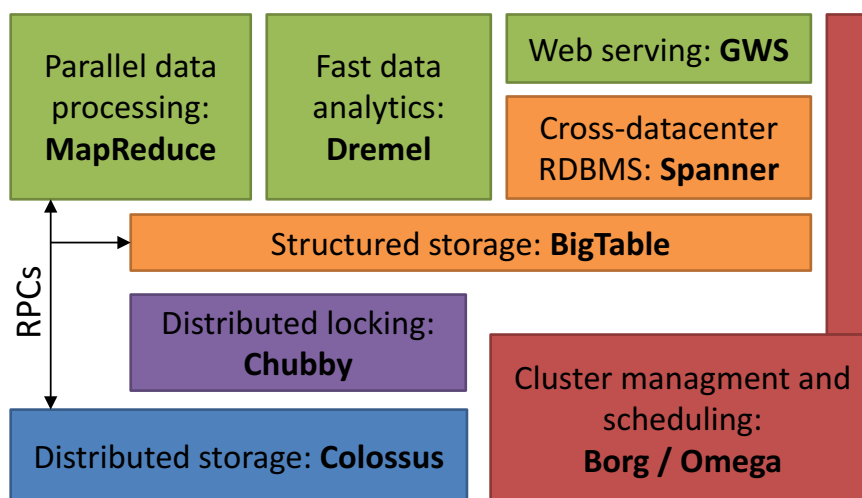 Parallel data
processing:
MapReduce
Fast data
analytics:
Dremel
Web serving: GWS
Cross-datacenter
RDBMS: Spanner
Structured storage: BigTable
RPCs
Distributed locking:
Chubby
Cluster managment and
scheduling:
Borg / Omega
Distributed storage: Colossus